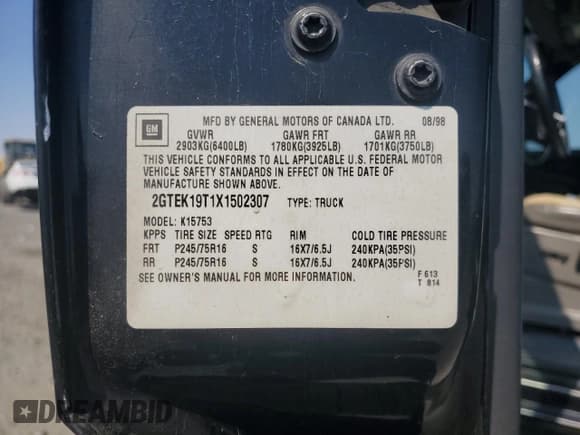 MFD BY GENERAL MOTORS OF CANADA LTD. 08/98
GM
GVWR GAWR FRT GAWR RR
2903KG(6400LB) 1780KG(3925LB) 1701KG(3750LB)
THIS VEHICLE CONFORMS TO ALL APPLICABLE U.S. FEDERAL MOTOR
VEHICLE SAFETY STANDARDS IN EFFECT ON THE DATE OF
MANUFACTURE SHOWN ABOVE.
2GTEK19T1X1502307 TYPE: TRUCK
MODEL: K15753
KPPS TIRE SIZE SPEED RTG RIM COLD TIRE PRESSURE
FRT P245/75R16 S 16X7/6.5J 240KPA(35PSI)
RR P245/75R16 S 16X7/6.5J 240KPA(35PSI)
SEE OWNER'S MANUAL FOR MORE INFORMATION.
F 613
T 814
DREAMBID